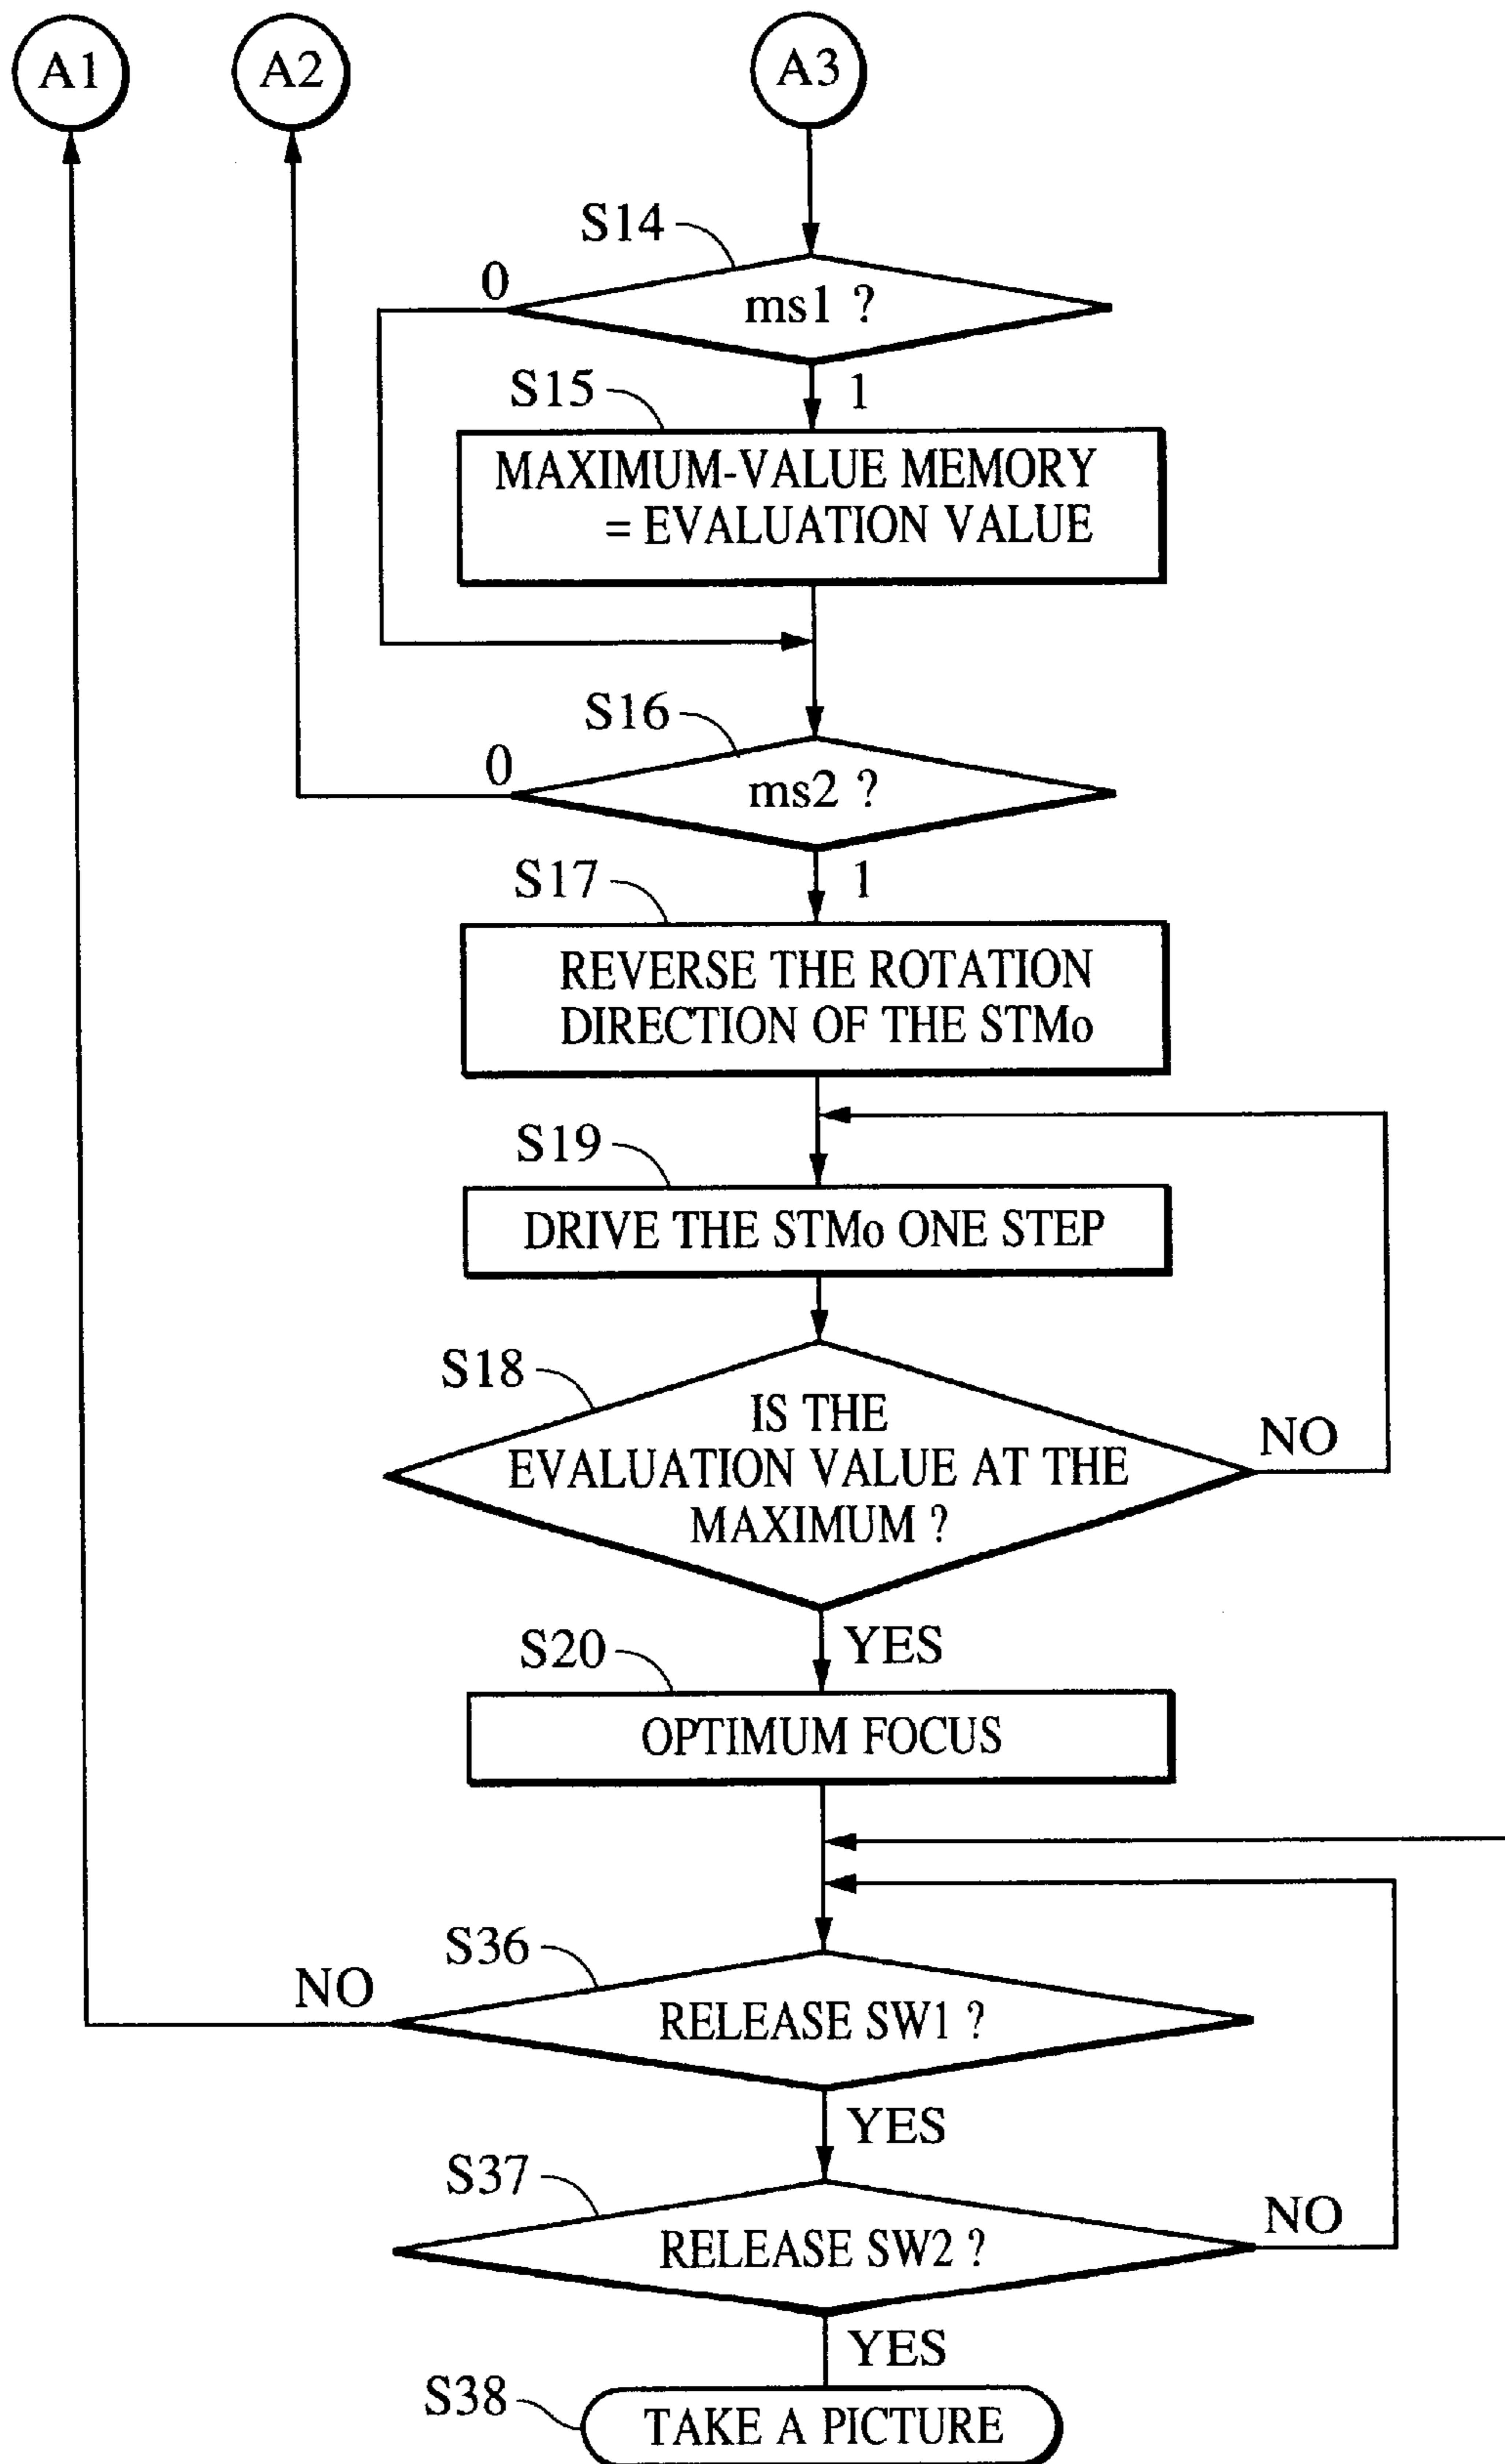 A1
A2
A3
S14
0
ms1 ?
1
S15
MAXIMUM-VALUE MEMORY
= EVALUATION VALUE
S16
0
ms2 ?
1
S17
REVERSE THE ROTATION
DIRECTION OF THE STMo
S19
DRIVE THE STMo ONE STEP
S18
IS THE
EVALUATION VALUE AT THE
MAXIMUM ?
NO
YES
S20
OPTIMUM FOCUS
S36
NO
RELEASE SW1 ?
YES
S37
RELEASE SW2 ?
NO
YES
S38
TAKE A PICTURE